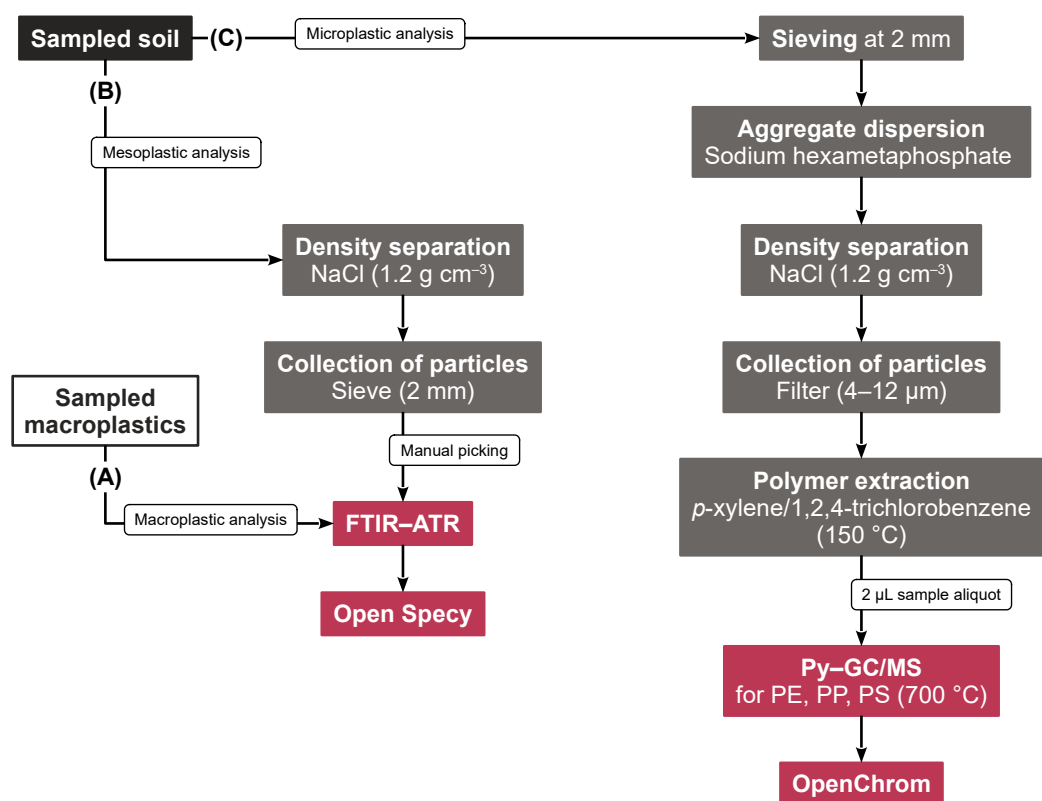 Sampled soil
(C)
Microplastic analysis
Sieving at 2 mm
(B)
Mesoplastic analysis
Aggregate dispersion
Sodium hexametaphosphate
Density separation
NaCl (1.2 g cm⁻³)
Density separation
NaCl (1.2 g cm⁻³)
Collection of particles
Sieve (2 mm)
Collection of particles
Filter (4–12 µm)
Sampled
macroplastics
(A)
Manual picking
Macroplastic analysis
FTIR–ATR
Open Specy
Polymer extraction
p-xylene/1,2,4-trichlorobenzene
(150 °C)
2 µL sample aliquot
Py–GC/MS
for PE, PP, PS (700 °C)
OpenChrom